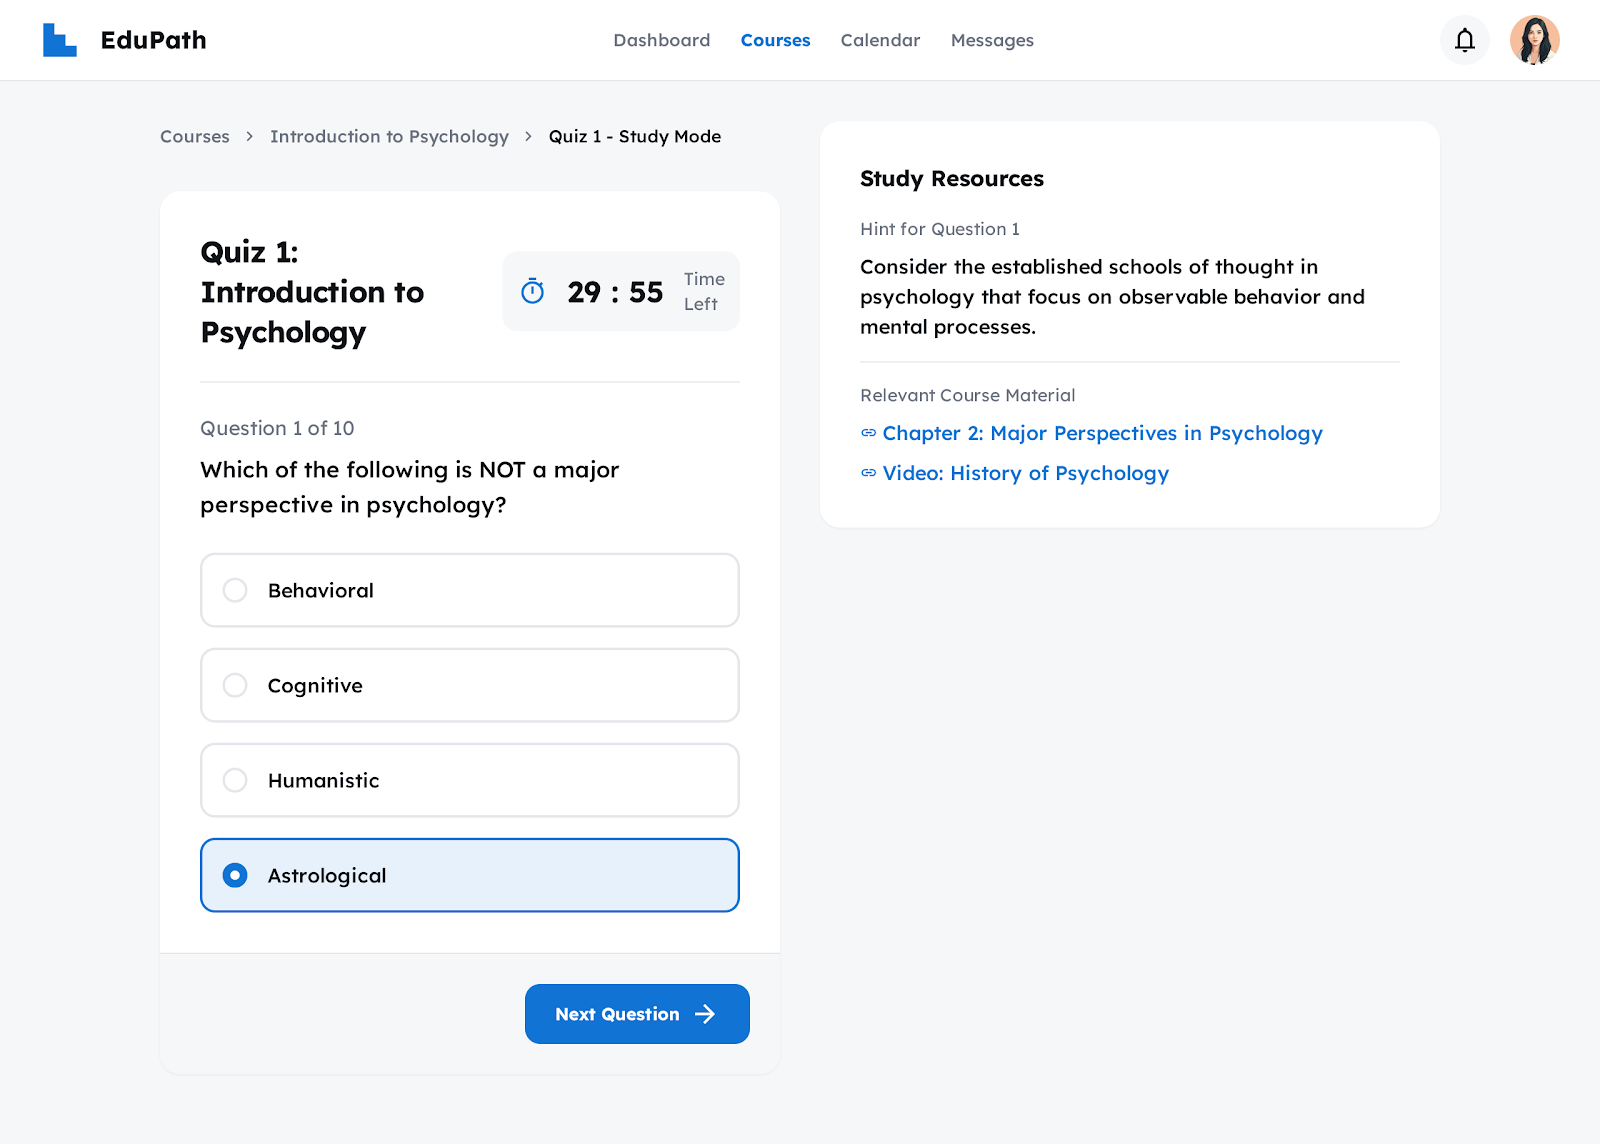 EduPath
Dashboard
Courses
Calendar
Messages
Courses
Introduction to Psychology
Quiz 1 - Study Mode
Quiz 1:
Introduction to
Psychology
29 : 55
Time
Left
Question 1 of 10
Which of the following is NOT a major
perspective in psychology?
Behavioral
Cognitive
Humanistic
Astrological
Next Question
Study Resources
Hint for Question 1
Consider the established schools of thought in
psychology that focus on observable behavior and
mental processes.
Relevant Course Material
Chapter 2: Major Perspectives in Psychology
Video: History of Psychology